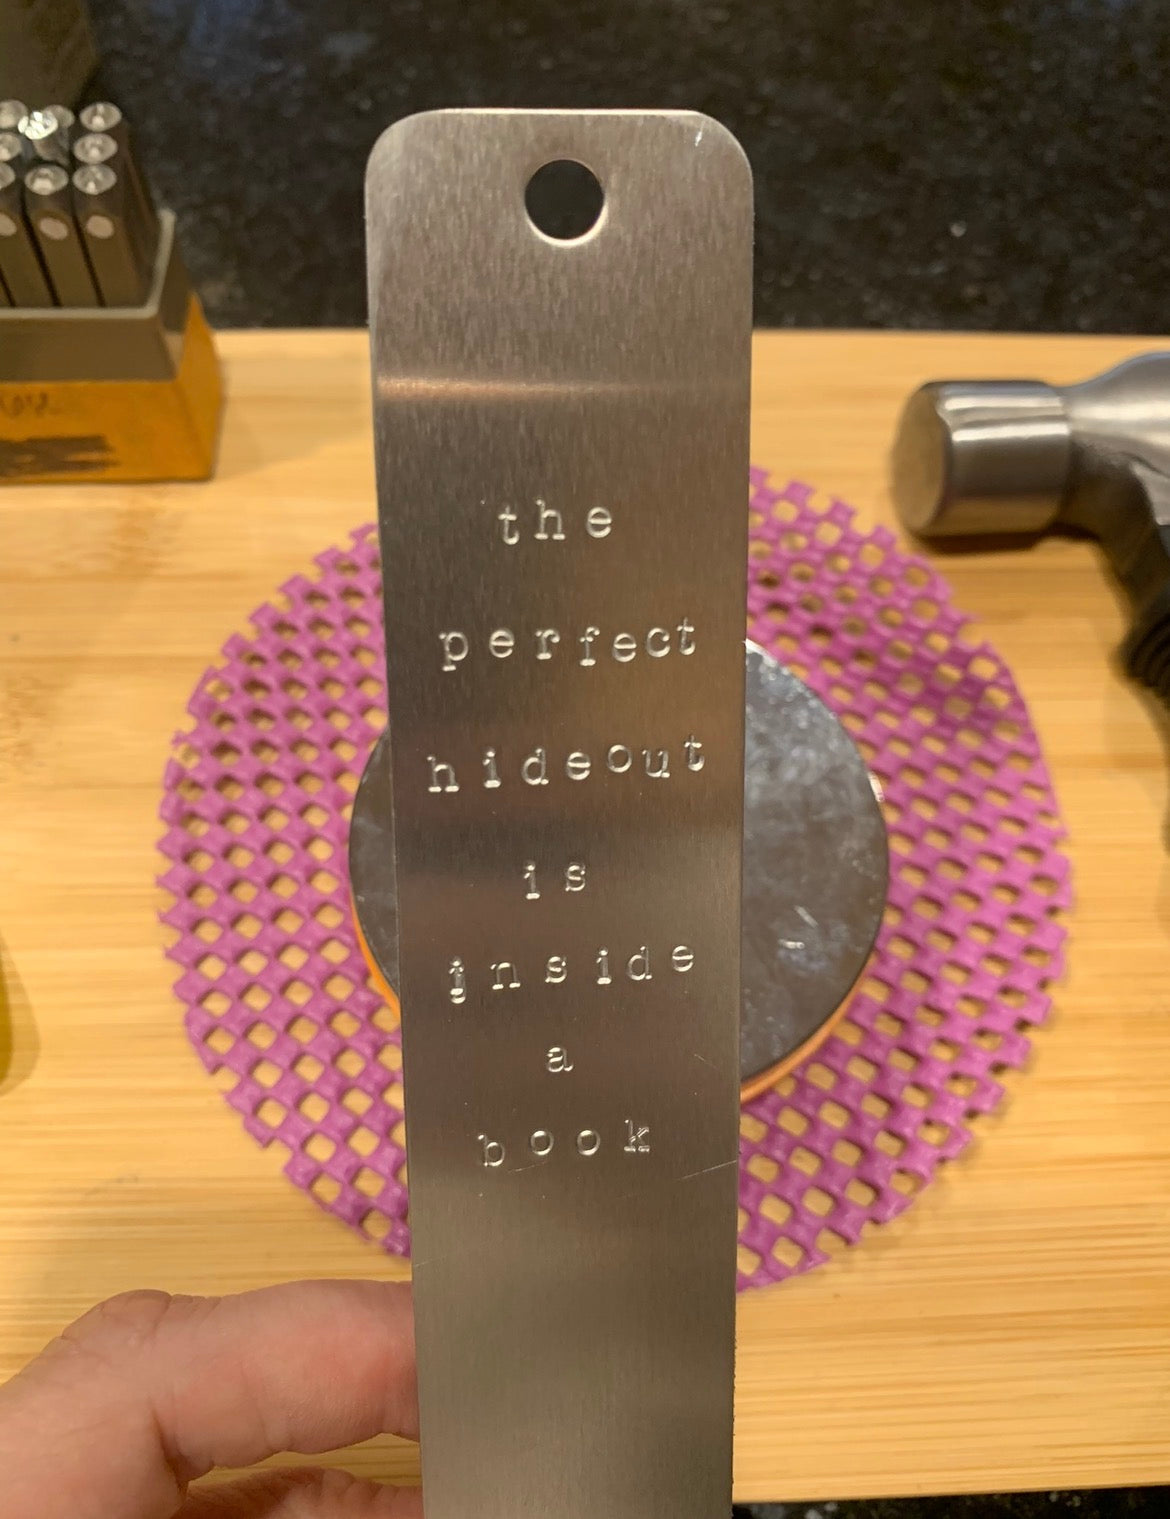 the
perfect
hideout
is
inside
a
book